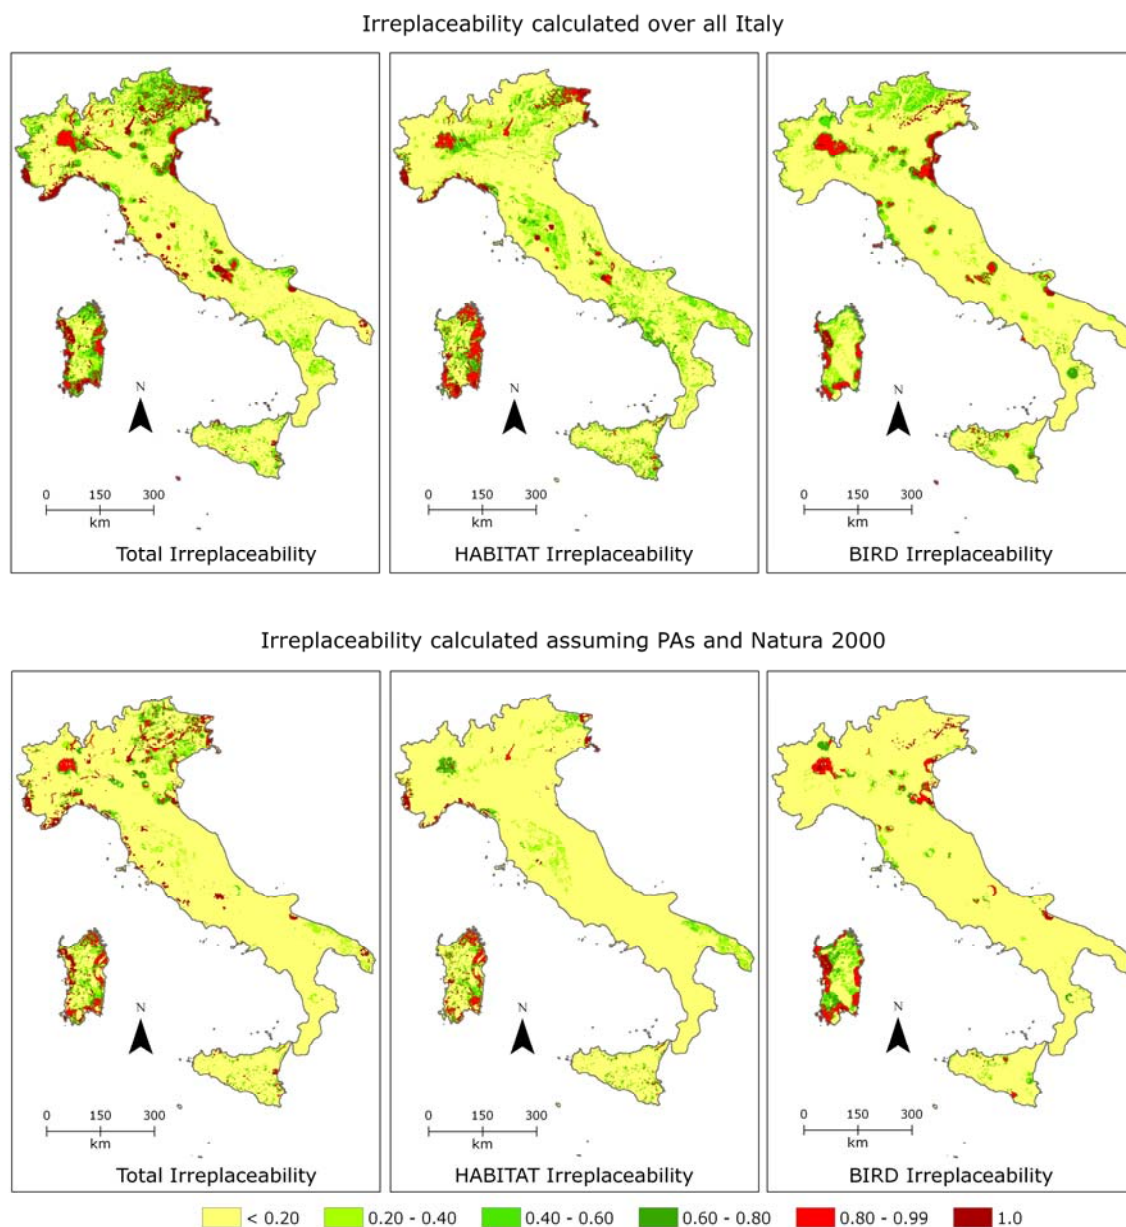 Irreplaceability calculated over all Italy
N N N
0 150 300 0 150 300 0 150 300
km km km
Total Irreplaceability HABITAT Irreplaceability BIRD Irreplaceability
Irreplaceability calculated assuming PAs and Natura 2000
N N N
0 150 300 0 150 300 0 150 300
km km km
Total Irreplaceability HABITAT Irreplaceability BIRD Irreplaceability
< 0.20 0.20 - 0.40 0.40 - 0.60 0.60 - 0.80 0.80 - 0.99 1.0